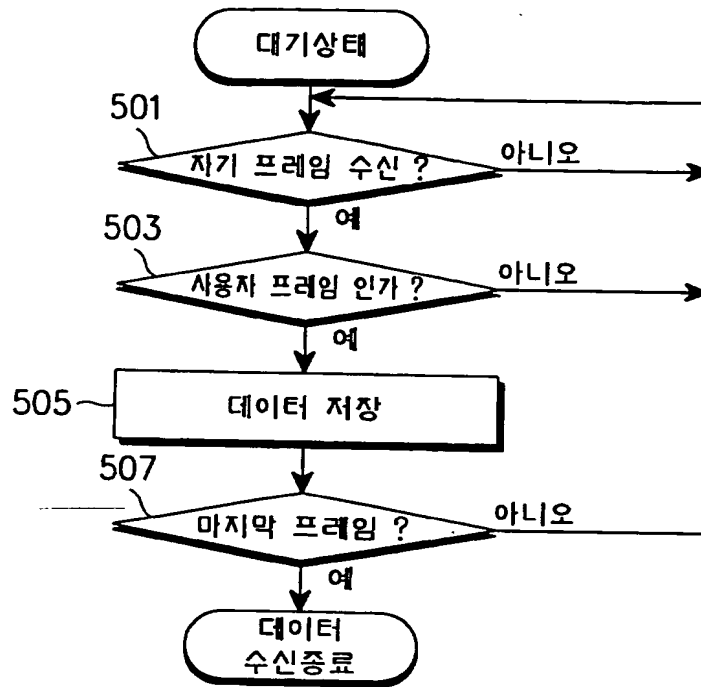 대기상태
501
자기 프레임 수신 ?
아니오
예
503
사용자 프레임 인가 ?
아니오
예
505
데이터 저장
507
마지막 프레임 ?
아니오
예
데이터
수신종료